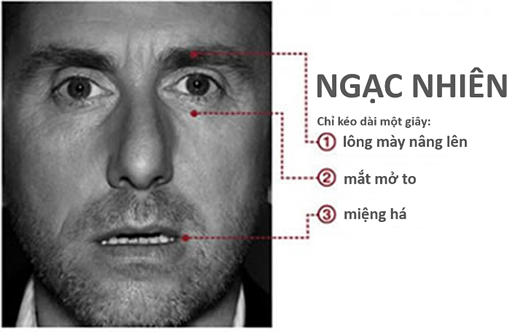 NGẠC NHIÊN
Chỉ kéo dài một giây:
1 lông mày nâng lên
2 mắt mở to
3 miệng há